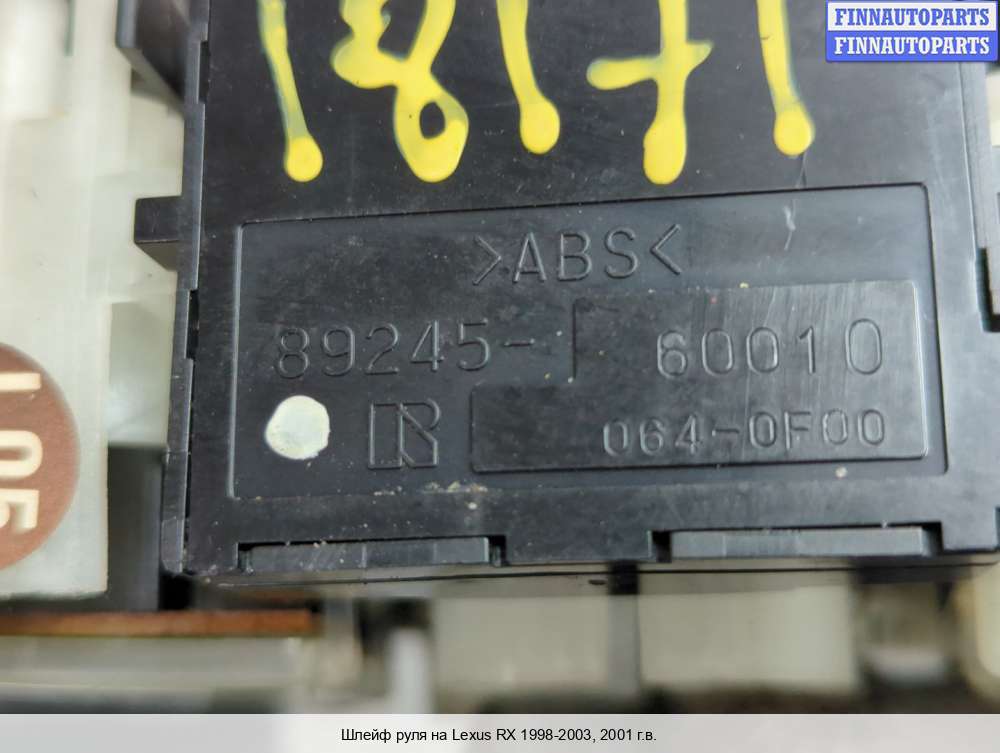 FINNAUTOPARTS
FINNAUTOPARTS
>ABS<
89245-60010
064-0F00
Шлейф руля на Lexus RX 1998-2003, 2001 г.в.